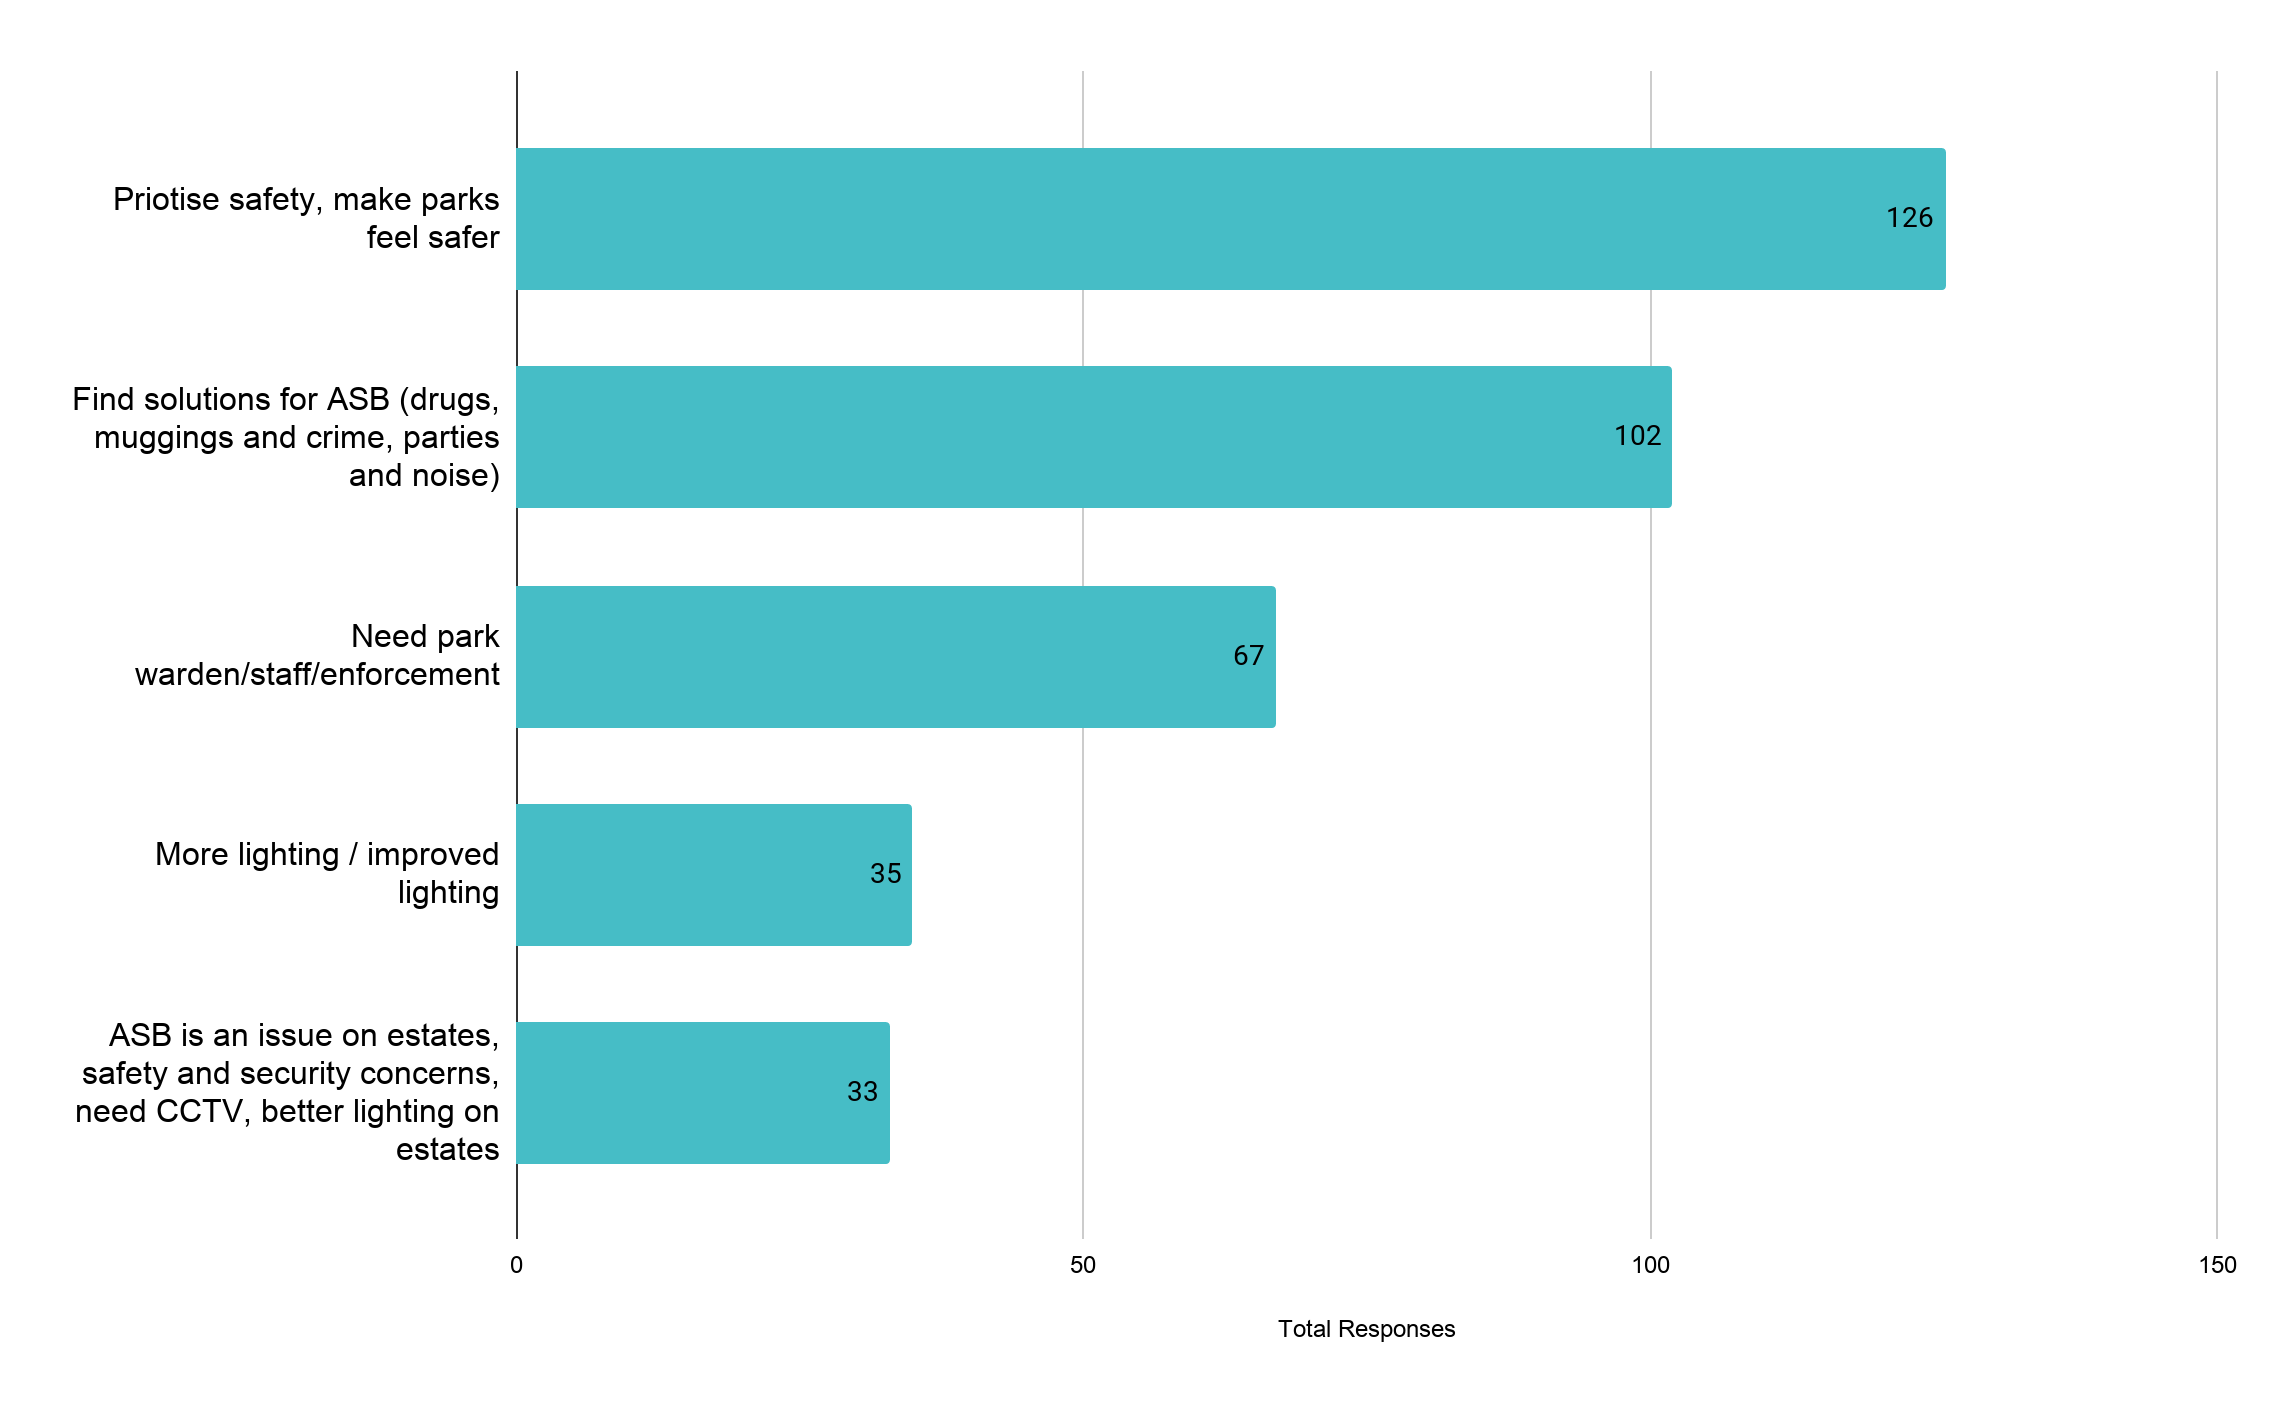 Priotise safety, make parks
feel safer
126
Find solutions for ASB (drugs,
muggings and crime, parties
and noise)
102
Need park
warden/staff/enforcement
67
More lighting / improved
lighting
35
ASB is an issue on estates,
safety and security concerns,
need CCTV, better lighting on
estates
33
0 50 100 150
Total Responses